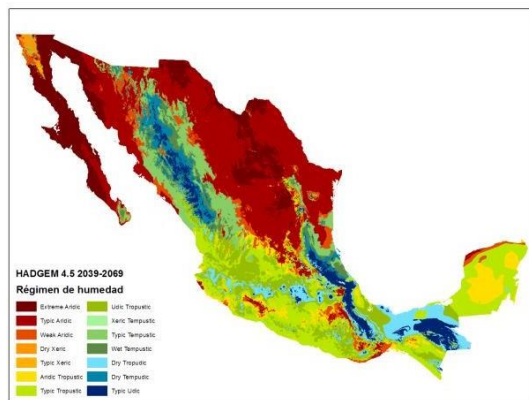 HADGEM 4.5 2039-2069
Régimen de humedad
Extreme Aridic
Typic Aridic
Week Aridic
Dry Xeric
Typic Xeric
Aridic Tropustic
Typic Tropustic
Udic Tropustic
Xeric Tempustic
Typic Tempustic
Wet Tempustic
Dry Tropudic
Dry Tempudic
Typic Udic